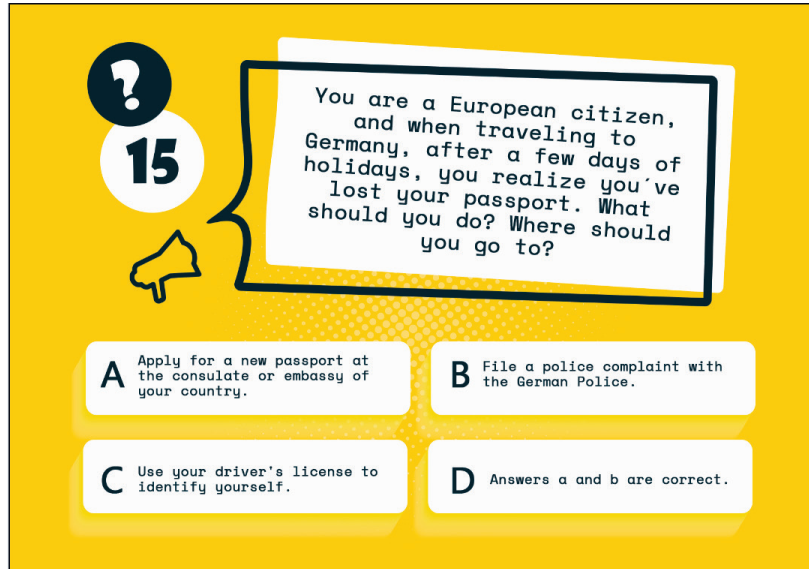 ?
15
You are a European citizen,
and when traveling to
Germany, after a few days of
holidays, you realize you´ve
lost your passport. What
should you do? Where should
you go to?
A
Apply for a new passport at
the consulate or embassy of
your country.
B
File a police complaint with
the German Police.
C
Use your driver's license to
identify yourself.
D
Answers a and b are correct.